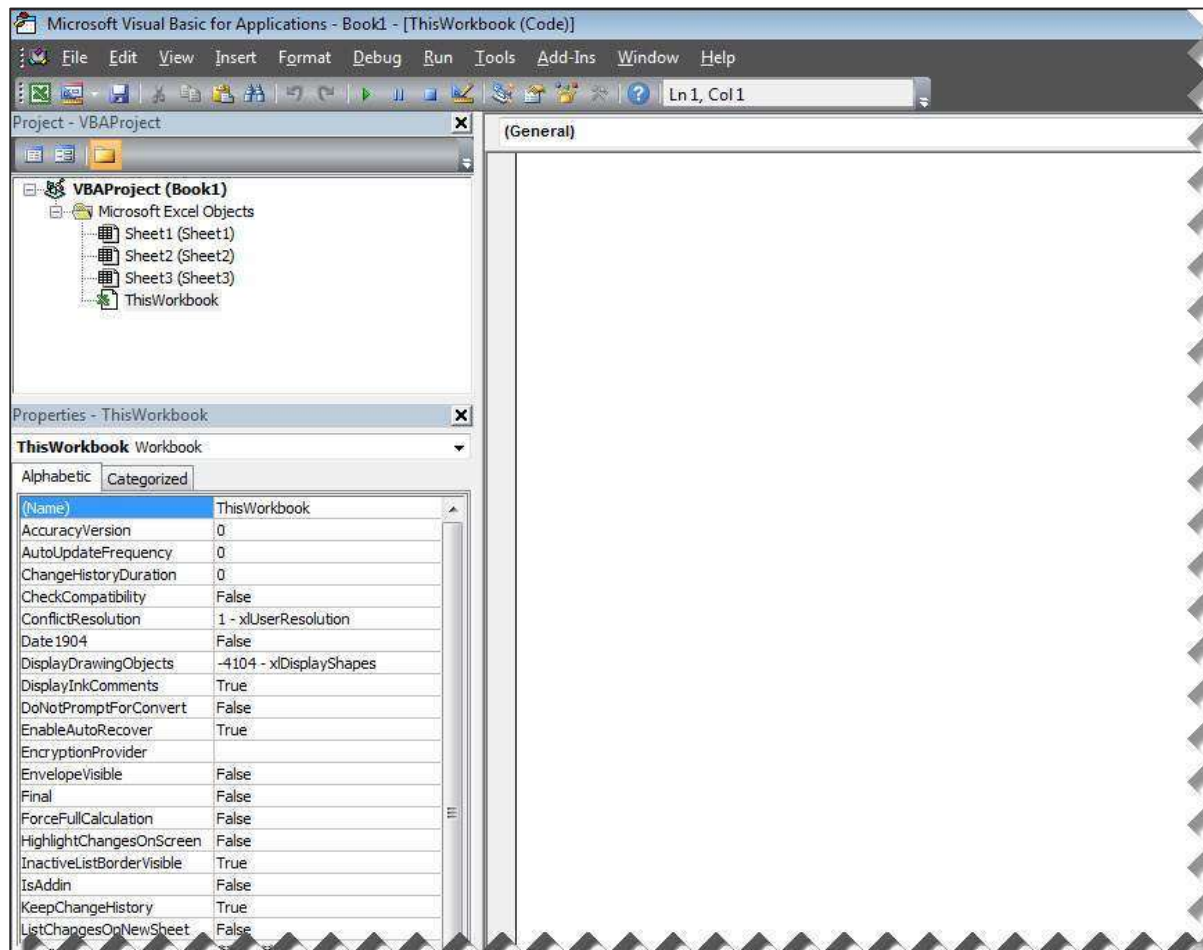 Microsoft Visual Basic for Applications - Book1 - [ThisWorkbook (Code)]
File Edit View Insert Format Debug Run Tools Add-Ins Window Help
Ln 1, Col 1
Project - VBAProject
(General)
VBAProject (Book1)
Microsoft Excel Objects
Sheet1 (Sheet1)
Sheet2 (Sheet2)
Sheet3 (Sheet3)
ThisWorkbook
Properties - ThisWorkbook
ThisWorkbook Workbook
Alphabetic Categorized
(Name) ThisWorkbook
AccuracyVersion 0
AutoUpdateFrequency 0
ChangeHistoryDuration 0
CheckCompatibility False
ConflictResolution 1 - xlUserResolution
Date1904 False
DisplayDrawingObjects -4104 - xlDisplayShapes
DisplayInkComments True
DoNotPromptForConvert False
EnableAutoRecover True
EncryptionProvider
EnvelopeVisible False
Final False
ForceFullCalculation False
HighlightChangesOnScreen False
InactiveListBorderVisible True
IsAddin False
KeepChangeHistory True
ListChangesOnNewSheet False